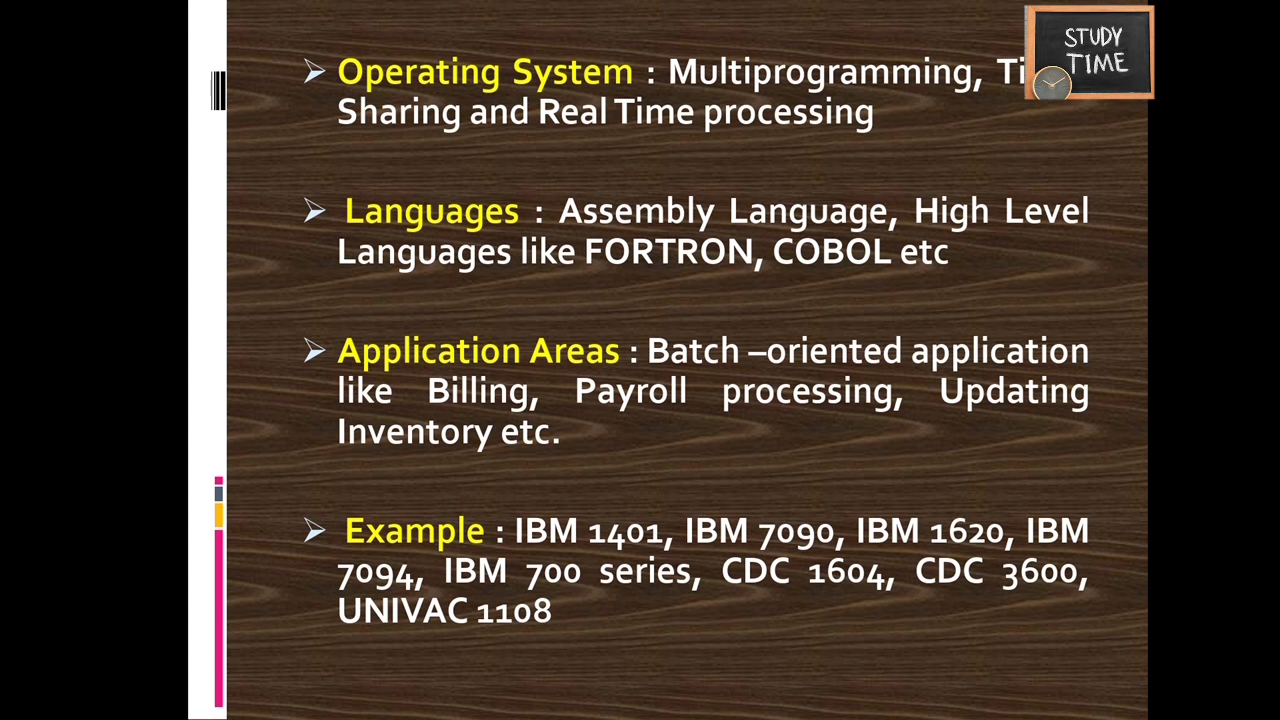 Operating System : Multiprogramming,
Sharing and Real Time processing
Languages : Assembly Language, High Level
Languages like FORTRON, COBOL etc
Application Areas : Batch –oriented application
like Billing, Payroll processing, Updating
Inventory etc.
Example : IBM 1401, IBM 7090, IBM 1620, IBM
7094, IBM 700 series, CDC 1604, CDC 3600,
UNIVAC 1108
STUDY
TIME